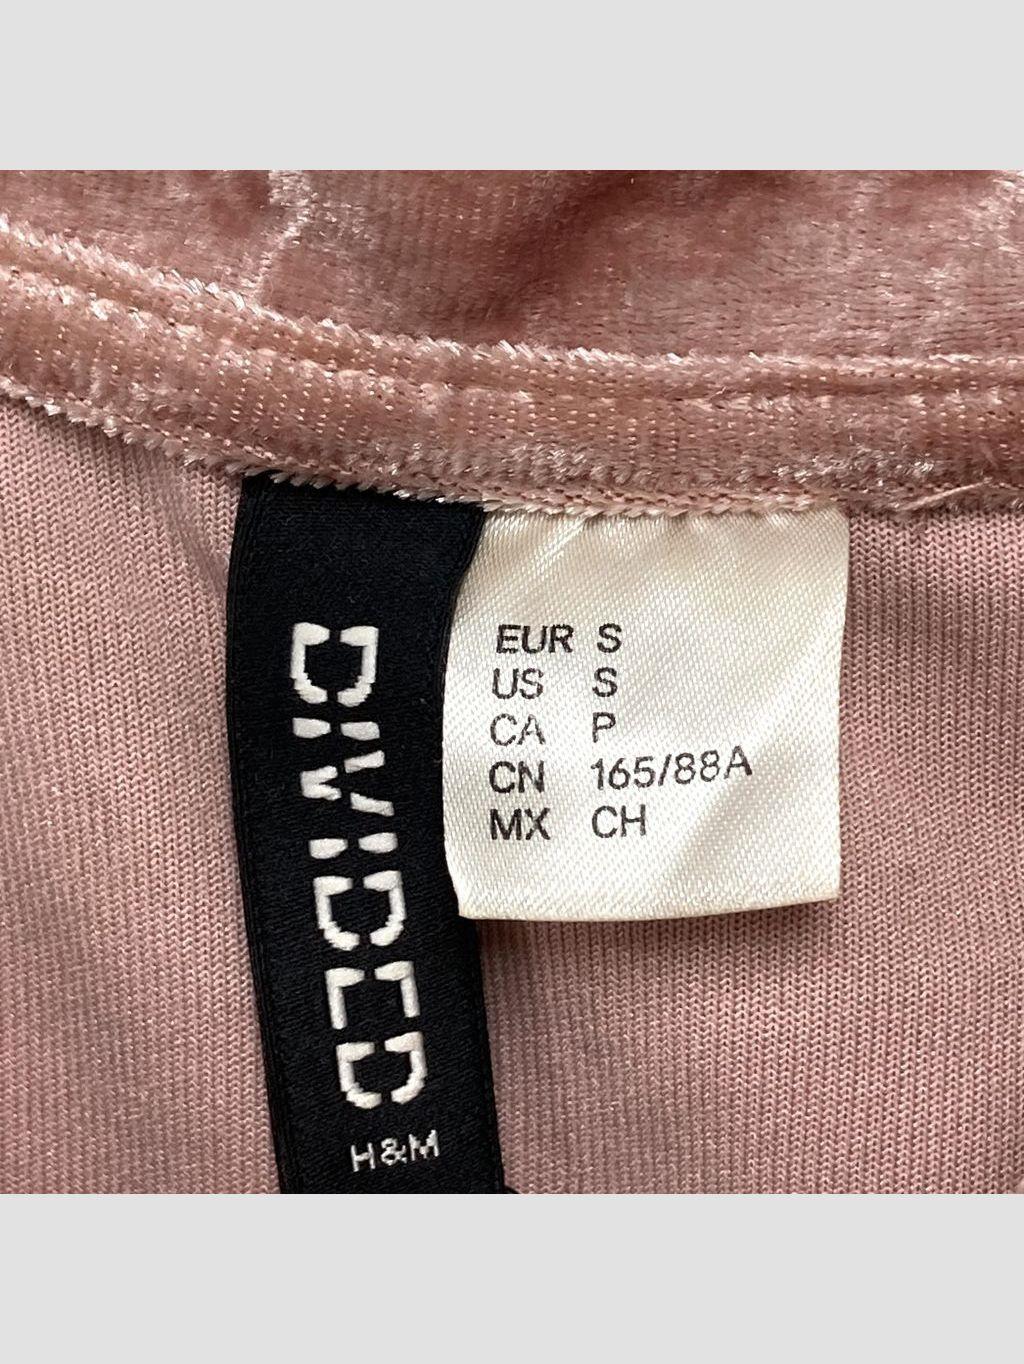 DIVIDED
H&M
EUR S
US S
CA P
CN 165/88A
MX CH